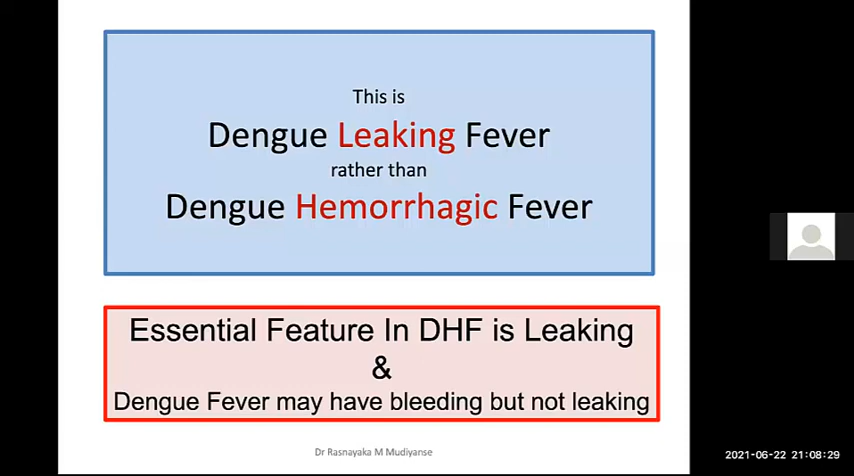 This is
Dengue Leaking Fever
rather than
Dengue Hemorrhagic Fever
Essential Feature In DHF is Leaking
&
Dengue Fever may have bleeding but not leaking
Dr Rasnayaka M Mudiyanse
2021-06-22 21:08:29